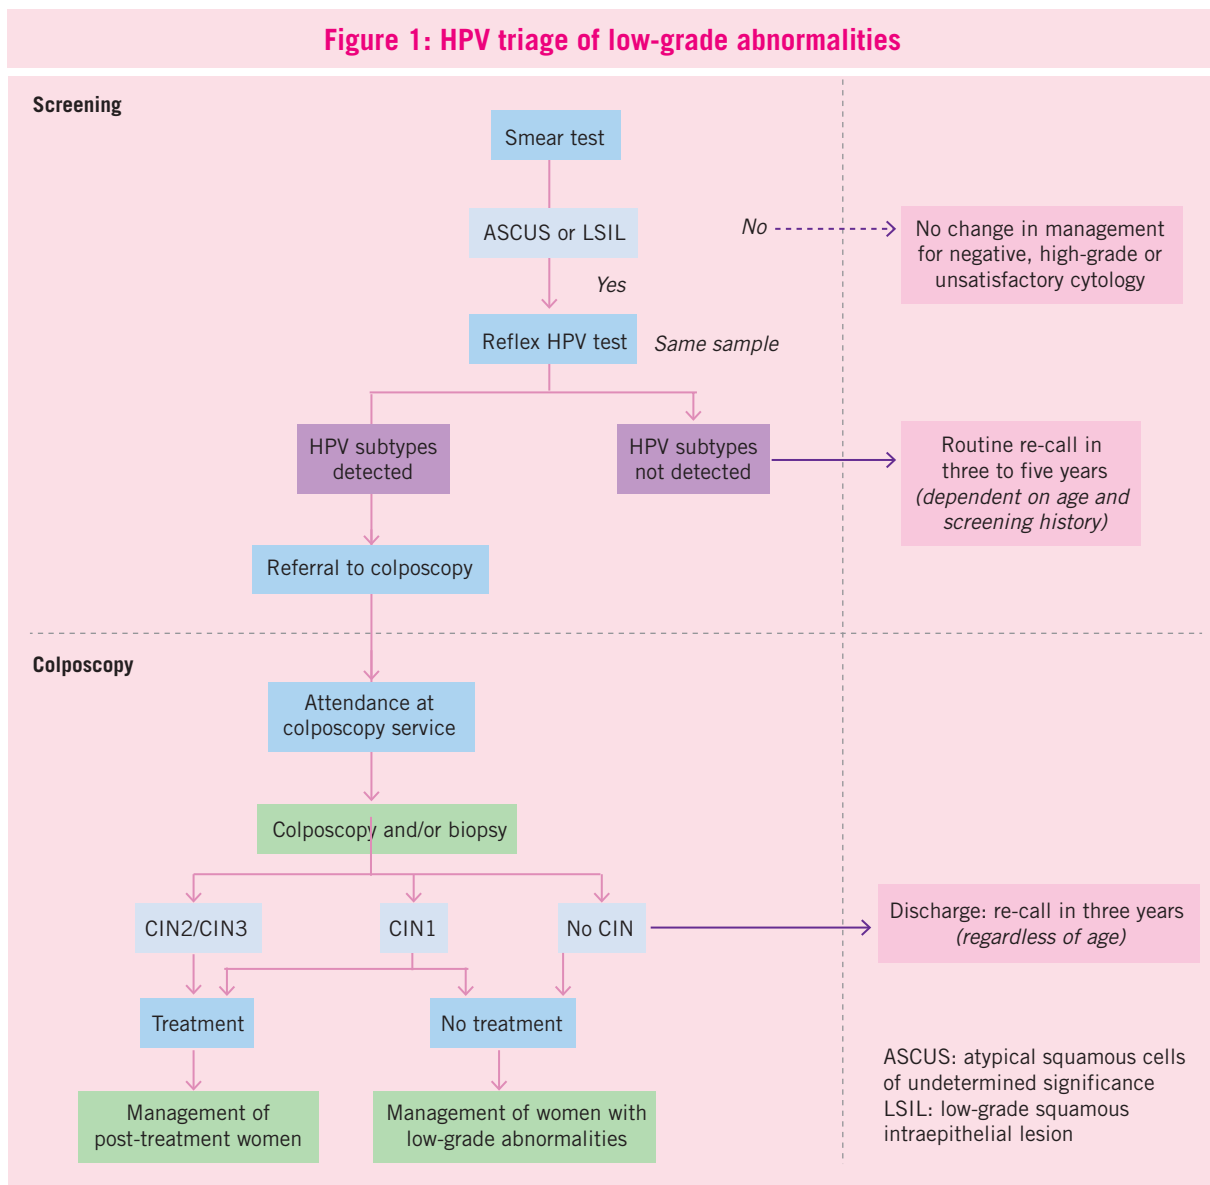 Figure 1: HPV triage of low-grade abnormalities
Screening
Smear test
ASCUS or LSIL
No
No change in management
for negative, high-grade or
unsatisfactory cytology
Yes
Reflex HPV test
Same sample
HPV subtypes
detected
HPV subtypes
not detected
Routine re-call in
three to five years
(dependent on age and
screening history)
Referral to colposcopy
Colposcopy
Attendance at
colposcopy service
Colposcopy and/or biopsy
CIN2/CIN3
CIN1
No CIN
Discharge: re-call in three years
(regardless of age)
Treatment
No treatment
Management of
post-treatment women
Management of women with
low-grade abnormalities
ASCUS: atypical squamous cells
of undetermined significance
LSIL: low-grade squamous
intraepithelial lesion